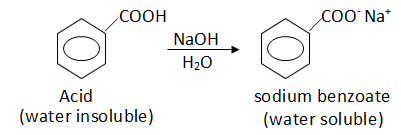 COOH
NaOH
H₂O
COO⁻ Na⁺
Acid
(water insoluble)
sodium benzoate
(water soluble)